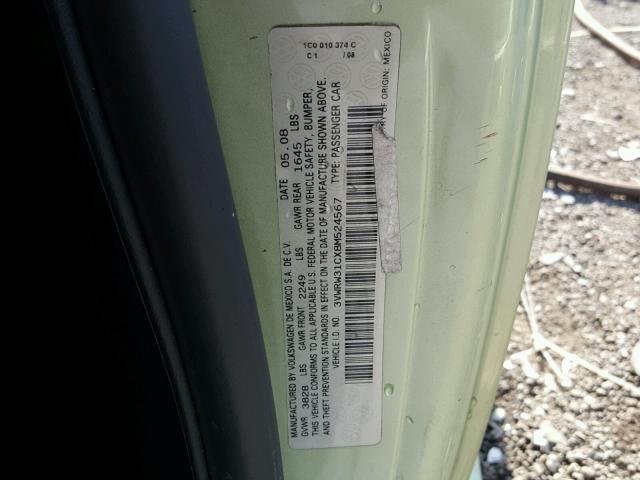 MANUFACTURED BY VOLKSWAGEN DE MEXICO S.A. DE C.V. DATE 05.08
GVWR 3828 LBS GAWR FRONT 2249 LBS GAWR REAR 1645 LBS
THIS VEHICLE CONFORMS TO ALL APPLICABLE U.S. FEDERAL MOTOR VEHICLE SAFETY, BUMPER,
AND THEFT PREVENTION STANDARDS IN EFFECT ON THE DATE OF MANUFACTURE SHOWN ABOVE.
VEHICLE I.D. NO. 3VWRW31CX8M524567 TYPE: PASSENGER CAR
OF ORIGIN: MEXICO
1C0 010 374 C
C 1 /08